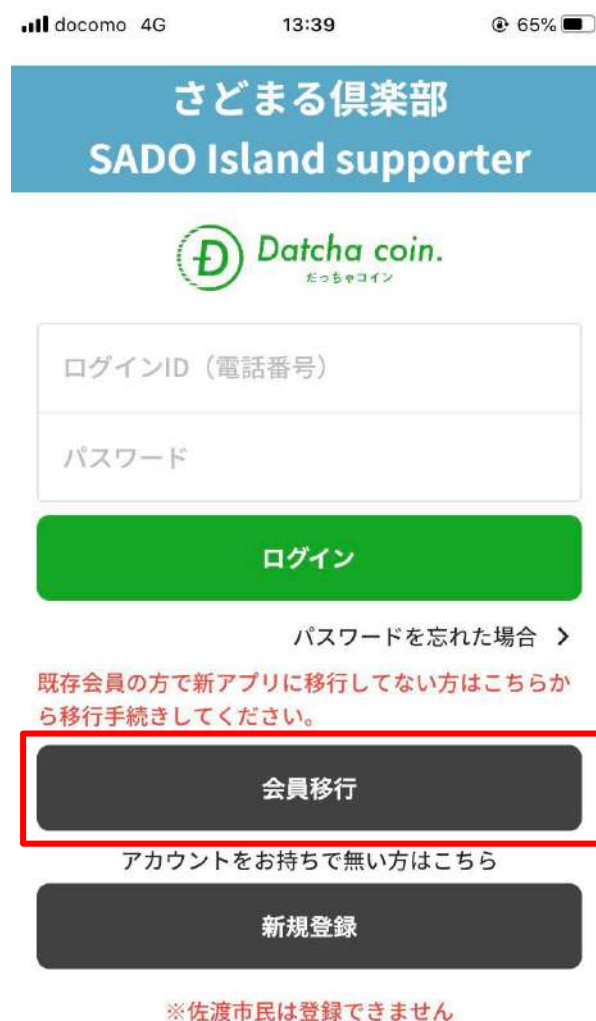 docomo 4G 13:39 65%
さどまる倶楽部
SADO Island supporter
Datcha coin.
だっちゃコイン
ログインID（電話番号）
パスワード
ログイン
パスワードを忘れた場合
既存会員の方で新アプリに移行してない方はこちらか
ら移行手続きしてください。
会員移行
アカウントをお持ちで無い方はこちら
新規登録
※佐渡市民は登録できません